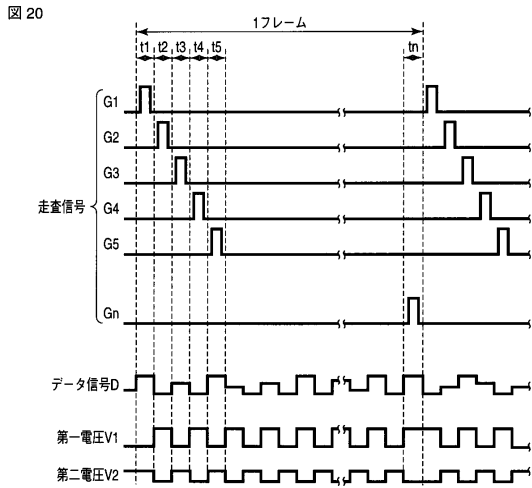 図 20
1フレーム
t1 t2 t3 t4 t5 tn
G1
G2
G3
走査信号
G4
G5
Gn
データ信号D
第一電圧V1
第二電圧V2